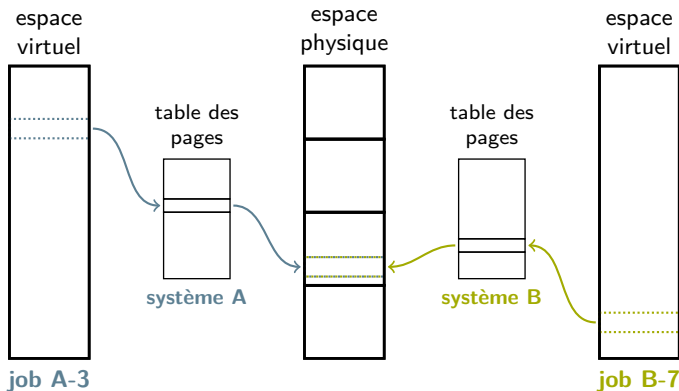 espace
virtuel
espace
physique
espace
virtuel
table des
pages
table des
pages
système A
système B
job A-3
job B-7